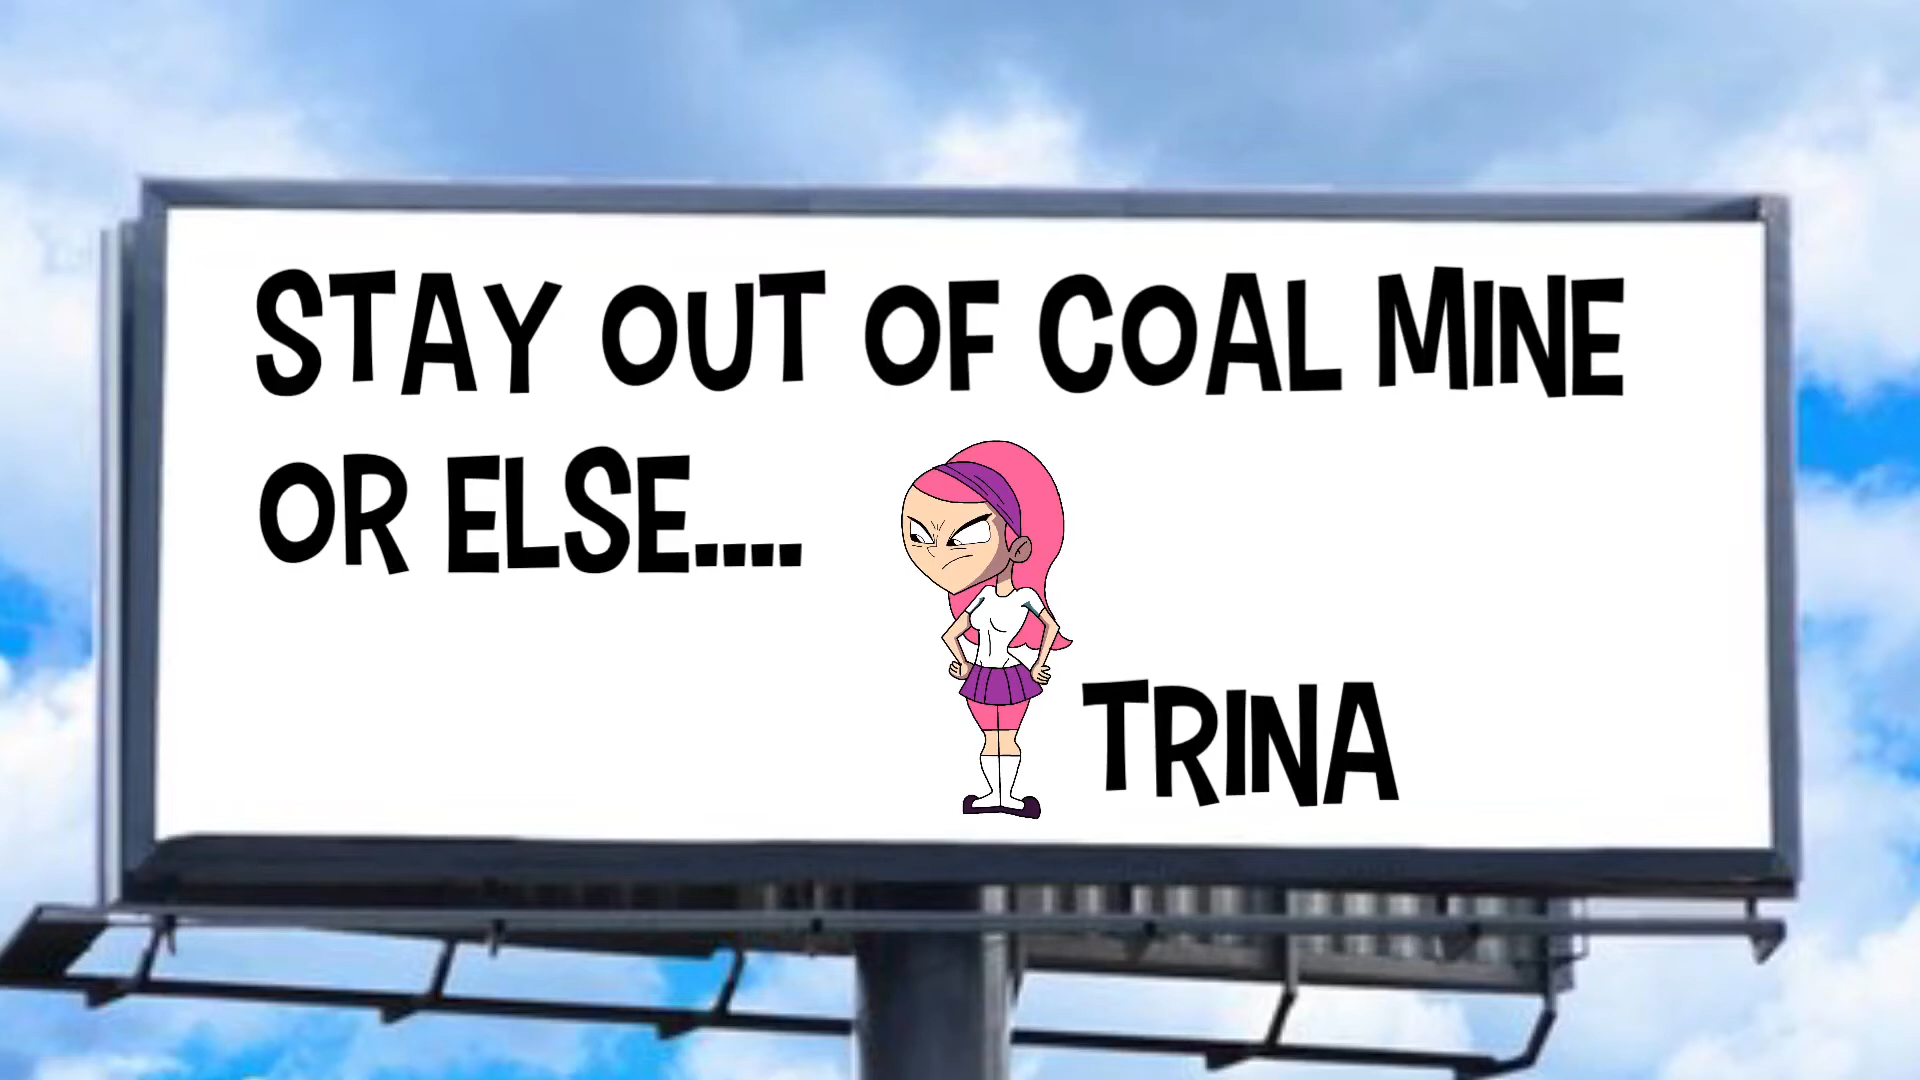 STAY OUT OF COAL MINE
OR ELSE....
TRINA